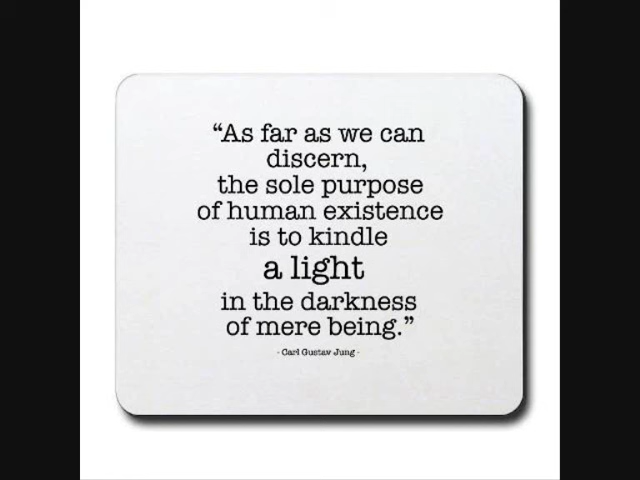 “As far as we can
discern,
the sole purpose
of human existence
is to kindle
a light
in the darkness
of mere being.”
- Carl Gustav Jung -